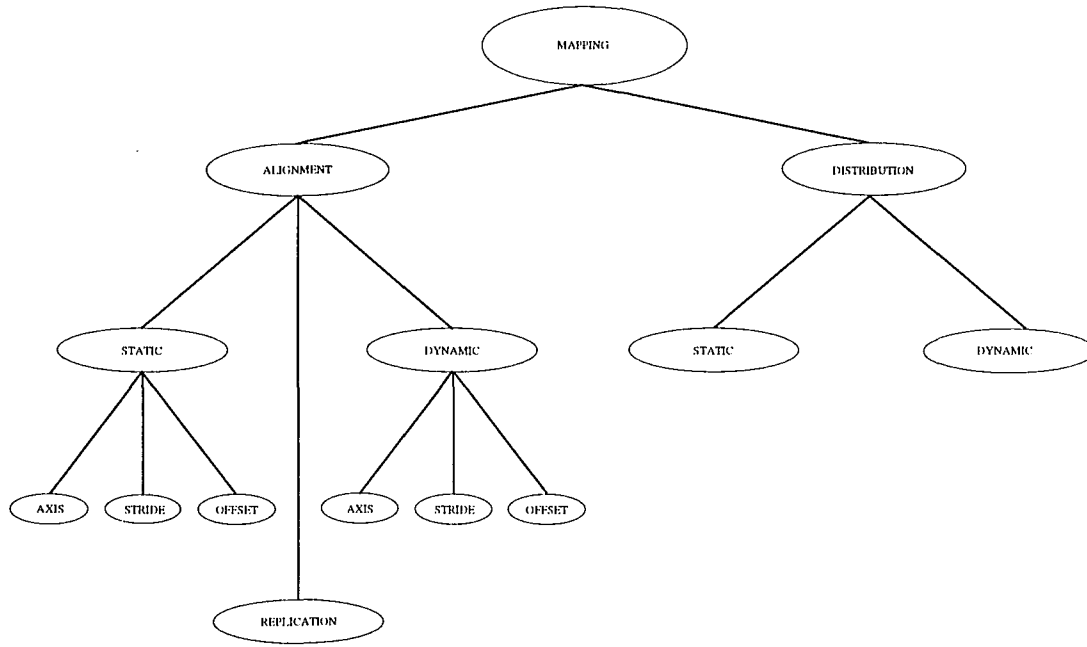 MAPPING
ALIGNMENT
DISTRIBUTION
STATIC
DYNAMIC
STATIC
DYNAMIC
AXIS
STRIDE
OFFSET
AXIS
STRIDE
OFFSET
REPLICATION